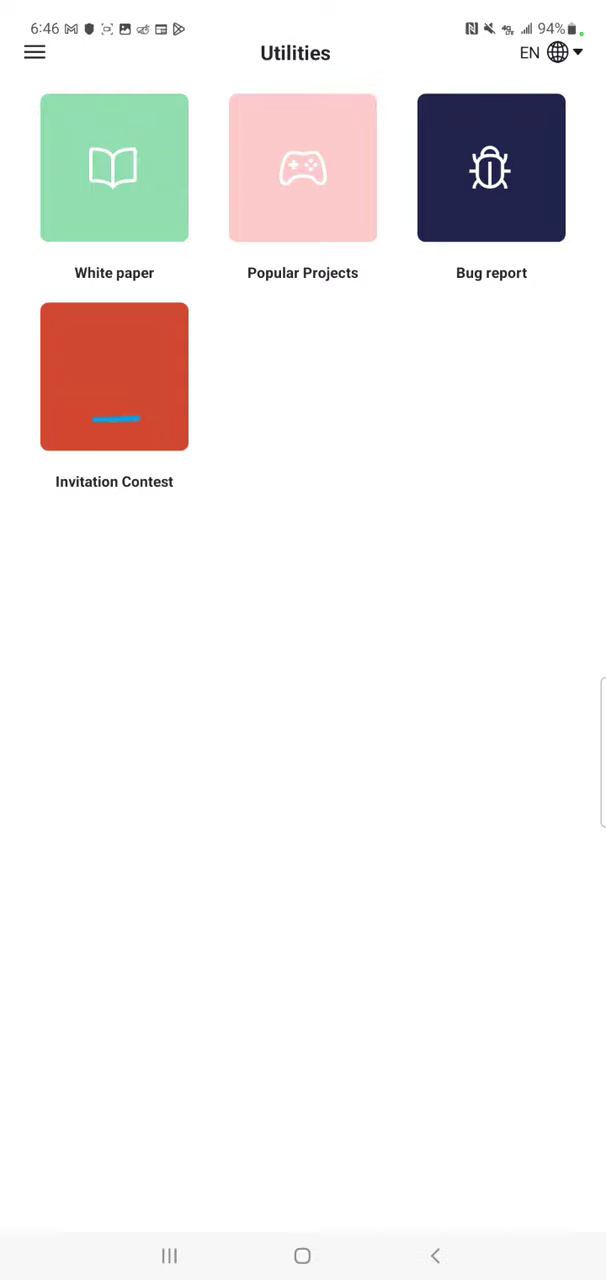 6:46 94%
Utilities
EN
White paper
Popular Projects
Bug report
Invitation Contest